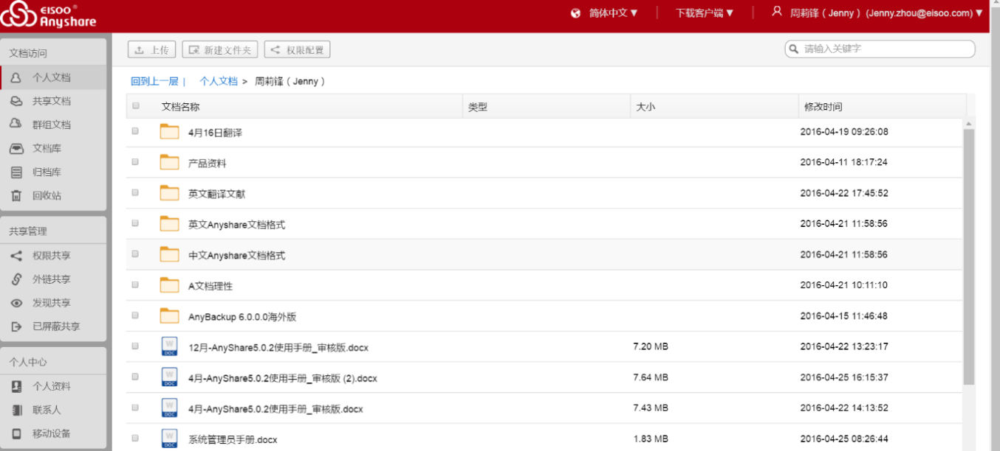 EISOO®
Anyshare
简体中文▼ | 下载客户端▼ | 周莉锋（Jenny）(Jenny.zhou@eisoo.com)▼
文档访问
个人文档
共享文档
群组文档
文档库
归档库
回收站
共享管理
权限共享
外链共享
发现共享
已屏蔽共享
个人中心
个人资料
联系人
移动设备
上传 新建文件夹 权限配置
请输入关键字
回到上一层 | 个人文档 > 周莉锋（Jenny）
文档名称 类型 大小 修改时间
4月16日翻译 2016-04-19 09:26:08
产品资料 2016-04-11 18:17:24
英文翻译文献 2016-04-22 17:45:52
英文Anyshare文档格式 2016-04-21 11:58:56
中文Anyshare文档格式 2016-04-21 11:58:56
A文档理性 2016-04-21 10:11:10
AnyBackup 6.0.0.0海外版 2016-04-15 11:46:48
12月-AnyShare5.0.2使用手册_审核版.docx 7.20 MB 2016-04-22 13:23:17
4月-AnyShare5.0.2使用手册_审核版 (2).docx 7.64 MB 2016-04-25 16:15:37
4月-AnyShare5.0.2使用手册_审核版.docx 7.43 MB 2016-04-22 14:13:52
系统管理员手册.docx 1.83 MB 2016-04-25 08:26:44